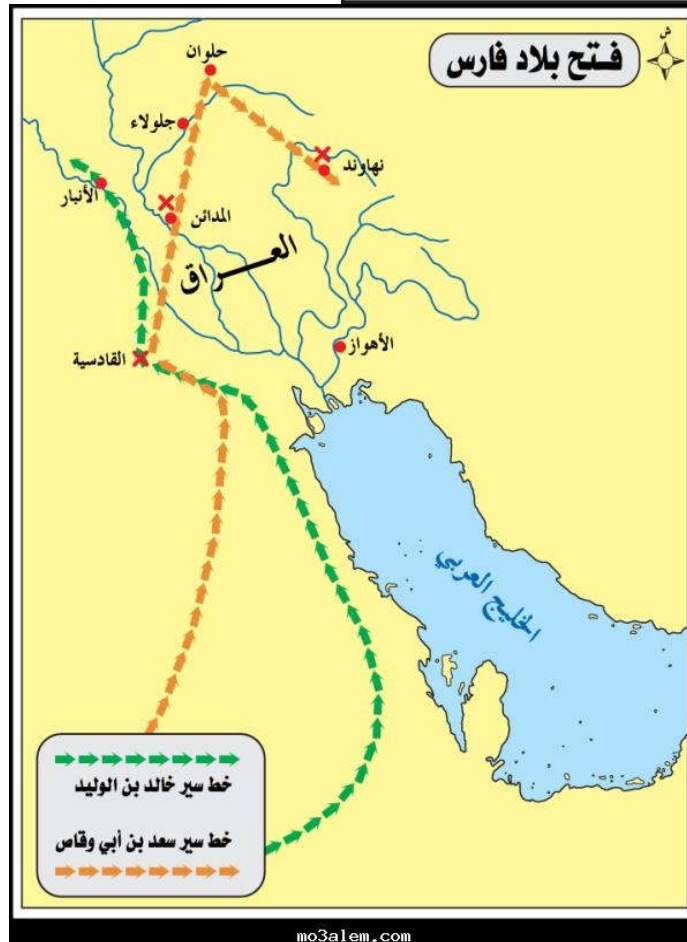 فتح بلاد فارس
ش
حلوان
جلولاء
نهاوند
الأنبار
المدائن
العـــراق
الأهواز
القادسية
الخليج العربي
خط سير خالد بن الوليد
خط سير سعد بن أبي وقاص
mo3alem.com